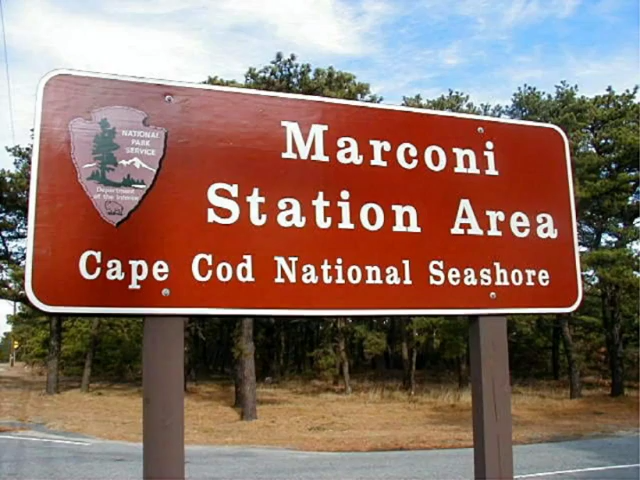 NATIONAL
PARK
SERVICE
Department
of the Interior
Marconi
Station Area
Cape Cod National Seashore